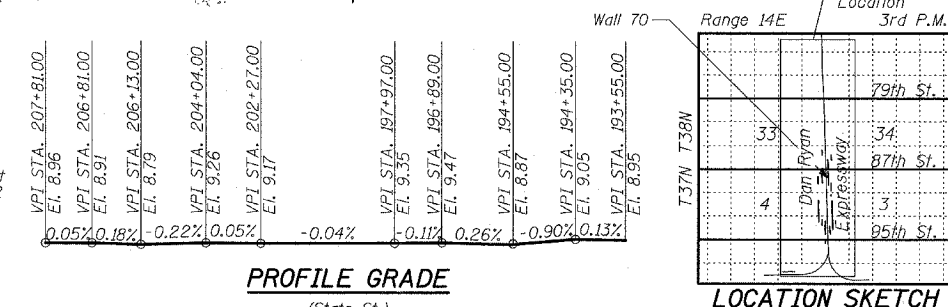 Location
Wall 70
Range 14E 3rd P.M.
VPI STA. 207+81.00
El. 8.96
VPI STA. 206+81.00
El. 8.91
VPI STA. 206+13.00
El. 8.79
VPI STA. 204+04.00
El. 9.26
VPI STA. 202+27.00
El. 9.17
VPI STA. 197+97.00
El. 9.35
VPI STA. 196+89.00
El. 9.47
VPI STA. 194+55.00
El. 8.87
VPI STA. 194+35.00
El. 9.05
VPI STA. 193+55.00
El. 8.95
0.05% 0.18% -0.22% 0.05% -0.04% -0.11% 0.26% -0.90% 0.13%
PROFILE GRADE
(State St.)
79th St.
T37N T38N
33 34
87th St.
Dan Ryan
Expressway
4 3
95th St.
LOCATION SKETCH